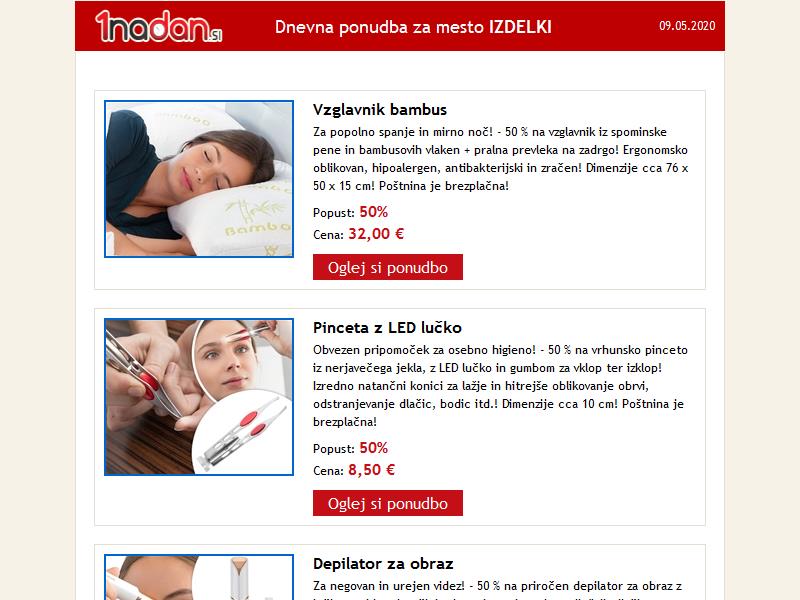 1nadan.si
Dnevna ponudba za mesto IZDELKI
09.05.2020
Vzglavnik bambus
Za popolno spanje in mirno noč! - 50 % na vzglavnik iz spominske
pene in bambusovih vlaken + pralna prevleka na zadrgo! Ergonomsko
oblikovan, hipoalergen, antibakterijski in zračen! Dimenzije cca 76 x
50 x 15 cm! Poštnina je brezplačna!
Popust: 50%
Cena: 32,00 €
Oglej si ponudbo
Bamboo
Pinceta z LED lučko
Obvezen pripomoček za osebno higieno! - 50 % na vrhunsko pinceto
iz nerjavečega jekla, z LED lučko in gumbom za vklop ter izklop!
Izredno natančni konici za lažje in hitrejše oblikovanje obrvi,
odstranjevanje dlačic, bodic itd.! Dimenzije cca 10 cm! Poštnina je
brezplačna!
Popust: 50%
Cena: 8,50 €
Oglej si ponudbo
Depilator za obraz
Za negovan in urejen videz! - 50 % na priročen depilator za obraz z